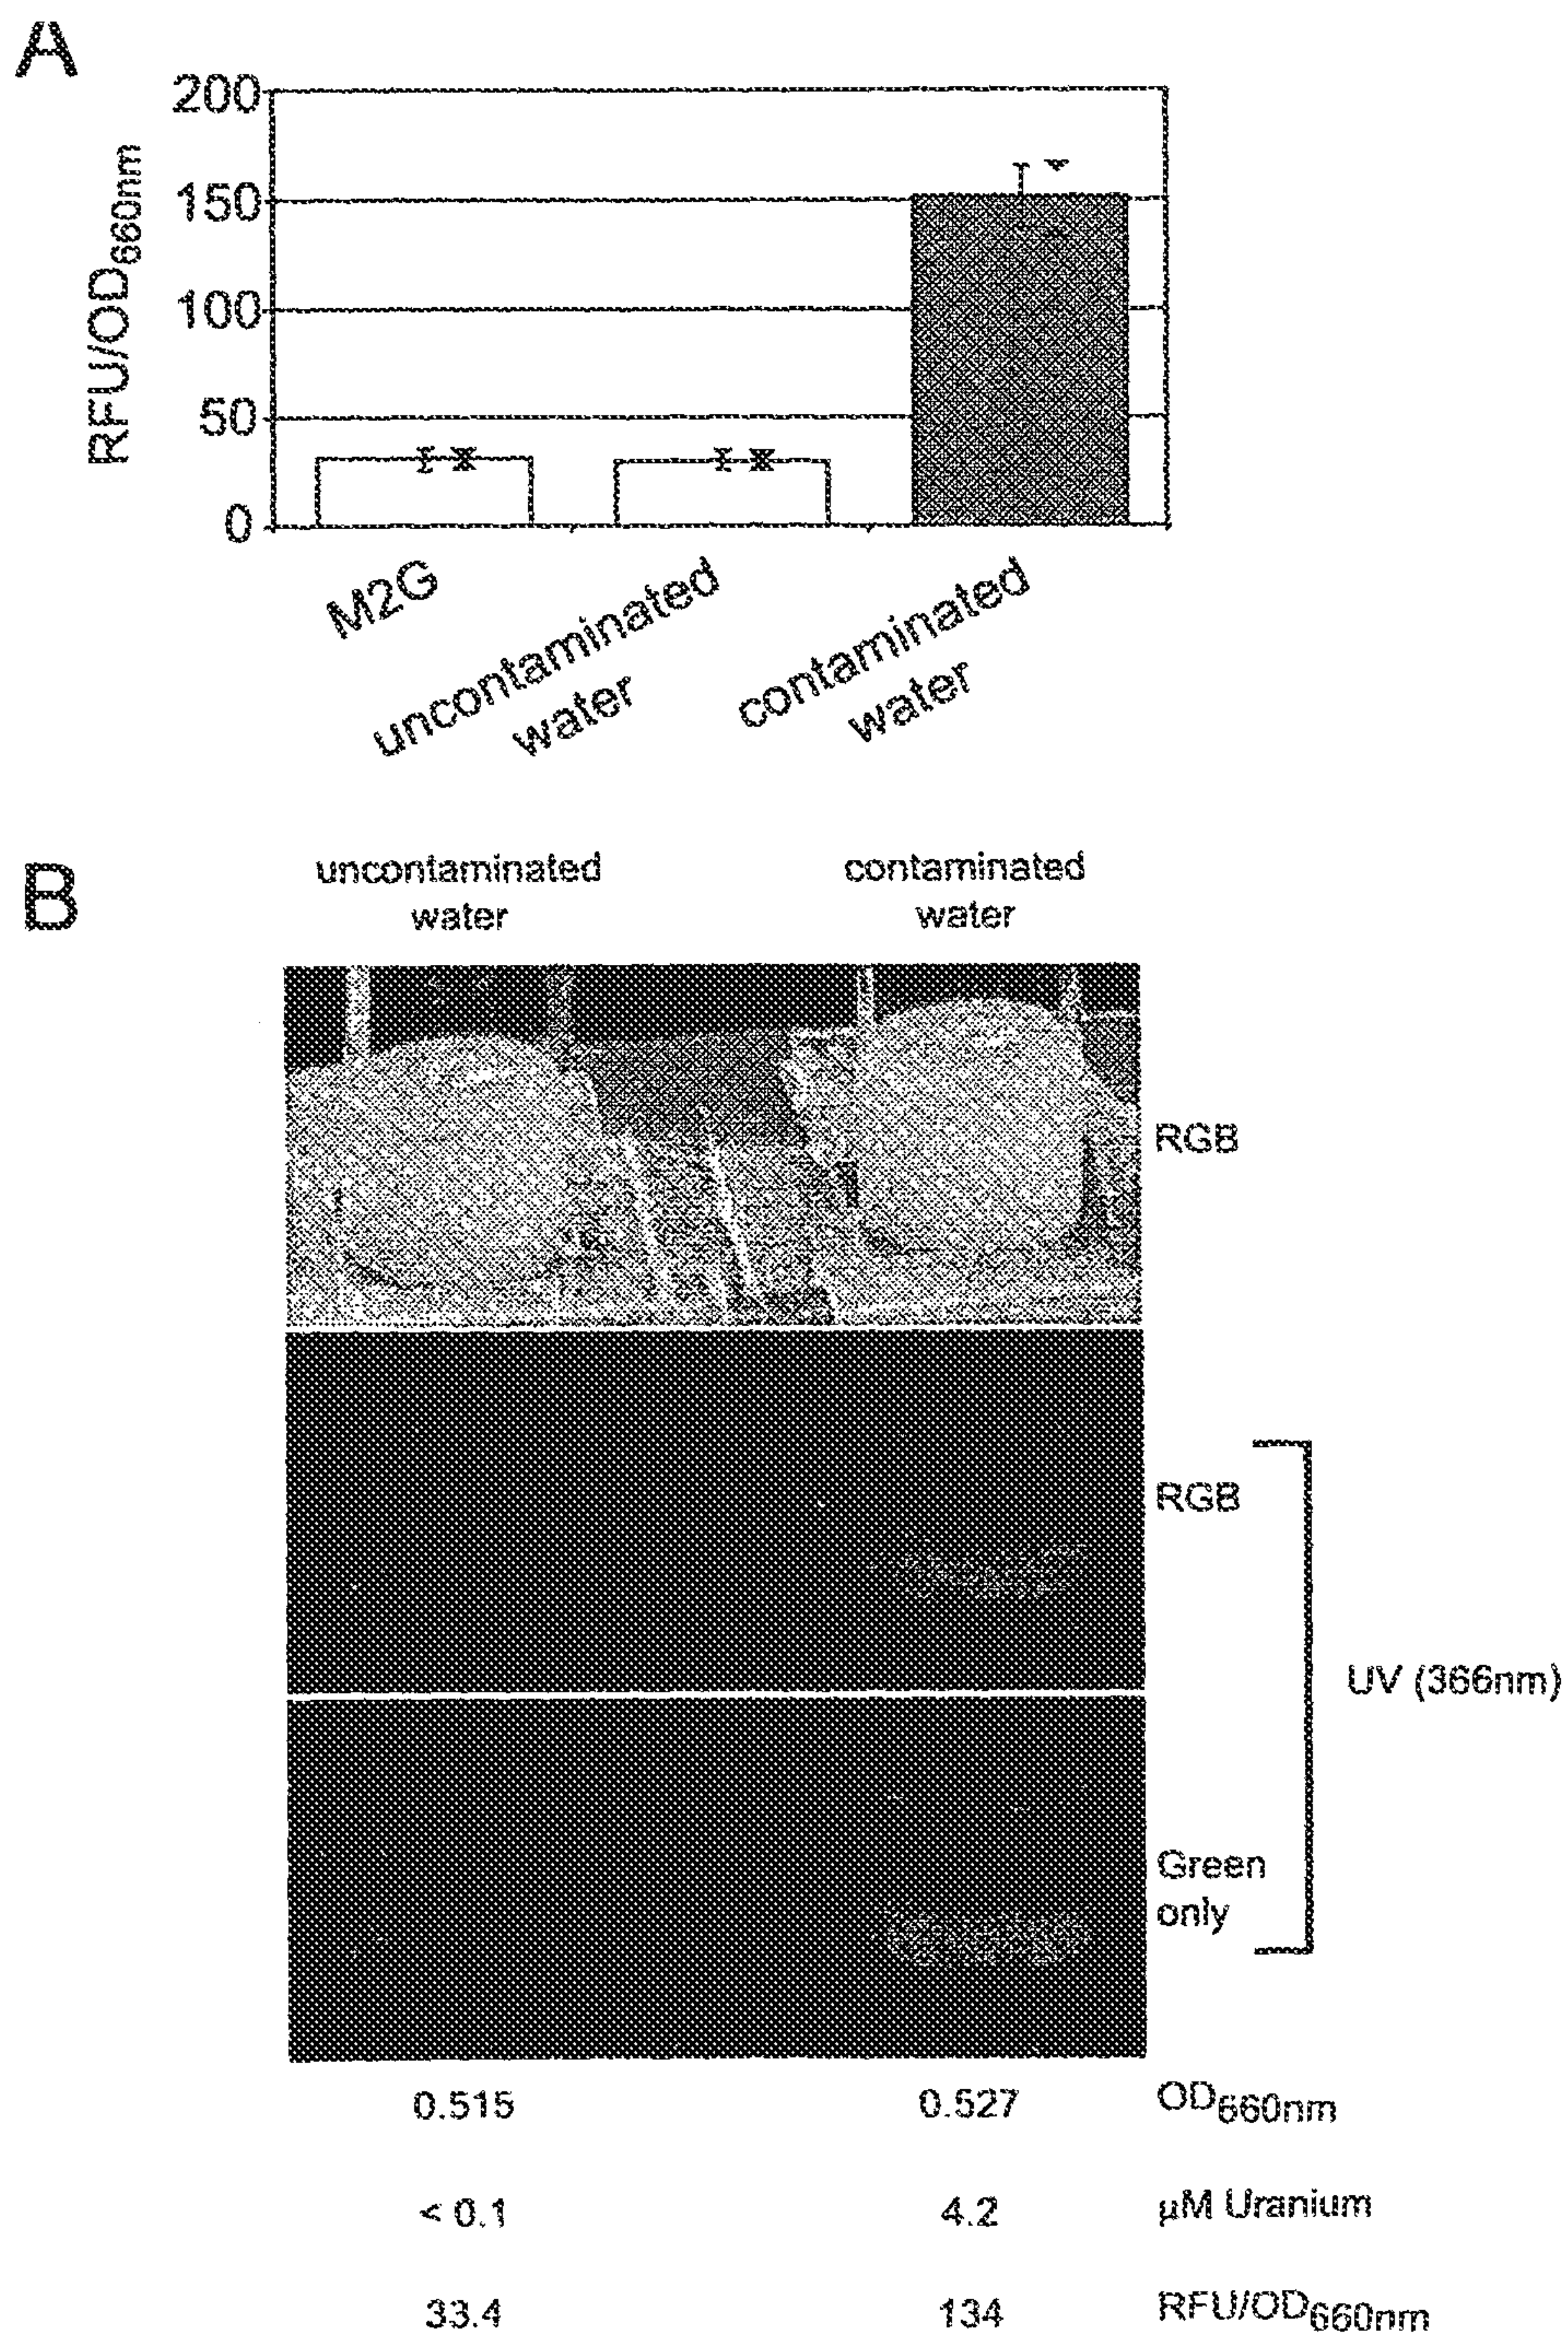 A
200
150
100
50
0
RFU/OD660nm
M2G
uncontaminated
water
contaminated
water
B
uncontaminated
water
contaminated
water
RGB
RGB
UV (366nm)
Green
only
0.515 0.527 OD660nm
< 0.1 4.2 µM Uranium
33.4 134 RFU/OD660nm